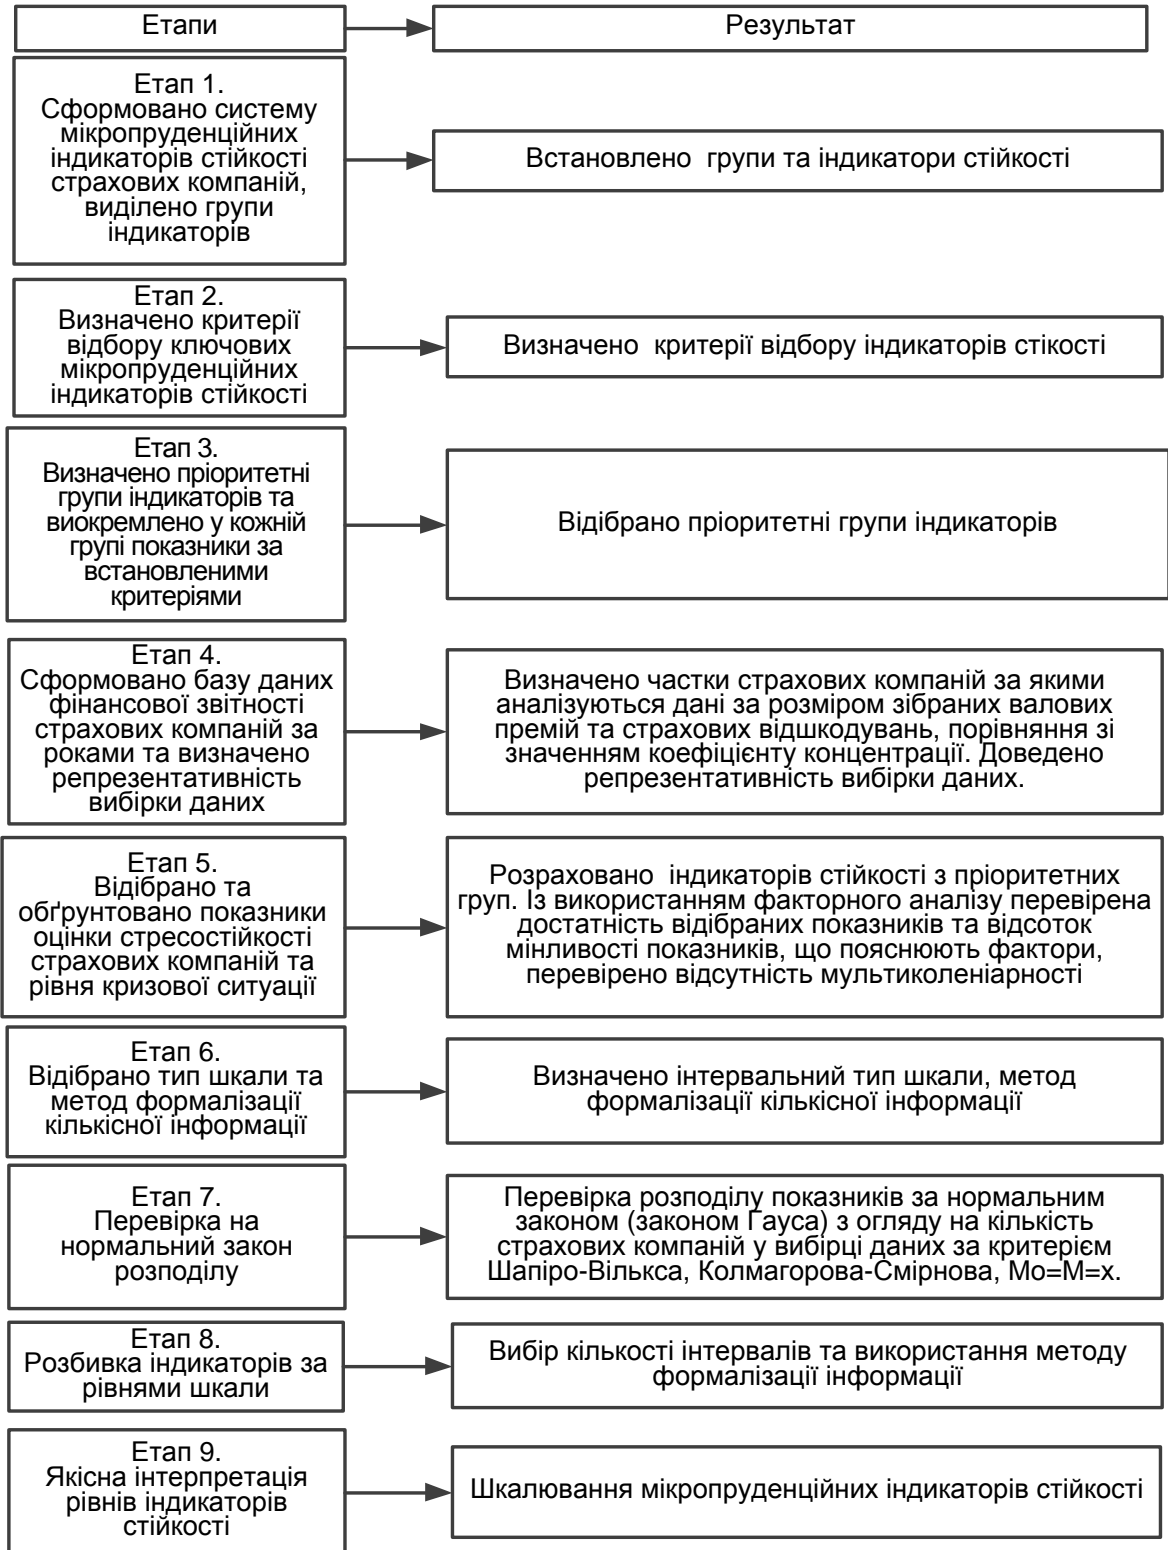 Етапи
Результат
Етап 1.
Сформовано систему
мікропруденційних
індикаторів стійкості
страхових компаній,
виділено групи
індикаторів
Встановлено групи та індикатори стійкості
Етап 2.
Визначено критерії
відбору ключових
мікропруденційних
індикаторів стійкості
Визначено критерії відбору індикаторів стікості
Етап 3.
Визначено пріоритетні
групи індикаторів та
виокремлено у кожній
групі показники за
встановленими
критеріями
Відібрано пріоритетні групи індикаторів
Етап 4.
Сформовано базу даних
фінансової звітності
страхових компаній за
роками та визначено
репрезентативність
вибірки даних
Визначено частки страхових компаній за якими
аналізуються дані за розміром зібраних валових
премій та страхових відшкодувань, порівняння зі
значенням коефіцієнту концентрації. Доведено
репрезентативність вибірки даних.
Етап 5.
Відібрано та
обґрунтовано показники
оцінки стресостійкості
страхових компаній та
рівня кризової ситуації
Розраховано індикаторів стійкості з пріоритетних
груп. Із використанням факторного аналізу перевірена
достатність відібраних показників та відсоток
мінливості показників, що пояснюють фактори,
перевірено відсутність мультиколеніарності
Етап 6.
Відібрано тип шкали та
метод формалізації
кількісної інформації
Визначено інтервальний тип шкали, метод
формалізації кількісної інформації
Етап 7.
Перевірка на
нормальний закон
розподілу
Перевірка розподілу показників за нормальним
законом (законом Гауса) з огляду на кількість
страхових компаній у вибірці даних за критерієм
Шапіро-Вількса, Колмагорова-Смірнова, Мо=М=х.
Етап 8.
Розбивка індикаторів за
рівнями шкали
Вибір кількості інтервалів та використання методу
формалізації інформації
Етап 9.
Якісна інтерпретація
рівнів індикаторів
стійкості
Шкалювання мікропруденційних індикаторів стійкості